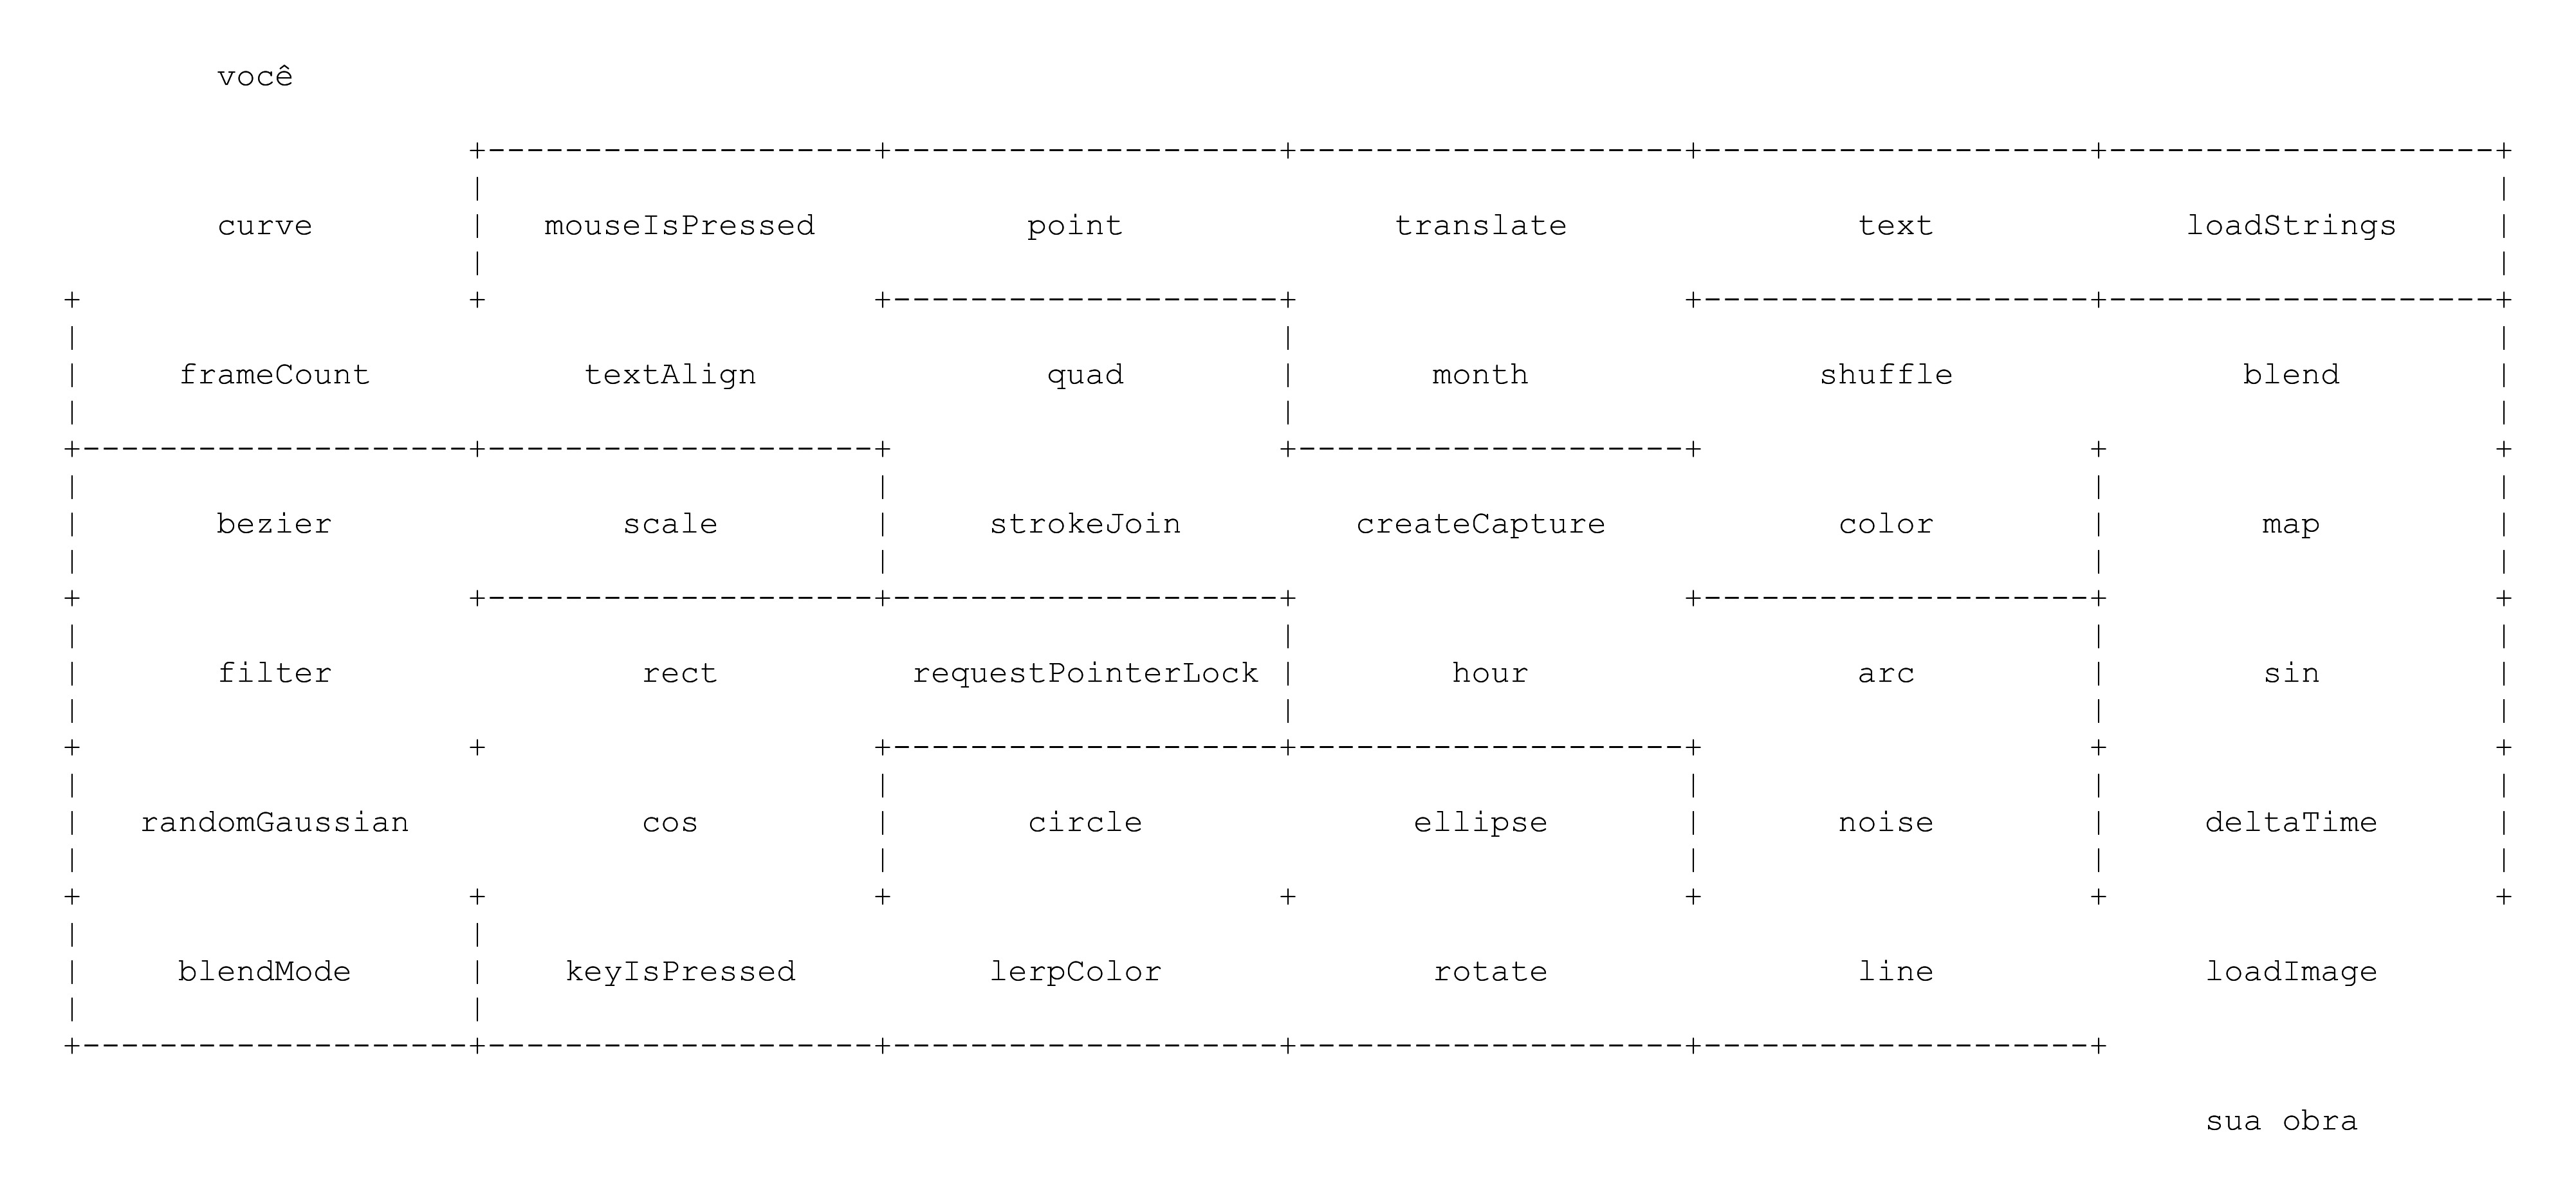 você
curve mouseIsPressed point translate text loadStrings
frameCount textAlign quad month shuffle blend
bezier scale strokeJoin createCapture color map
filter rect requestPointerLock hour arc sin
randomGaussian cos circle ellipse noise deltaTime
blendMode keyIsPressed lerpColor rotate line loadImage
sua obra